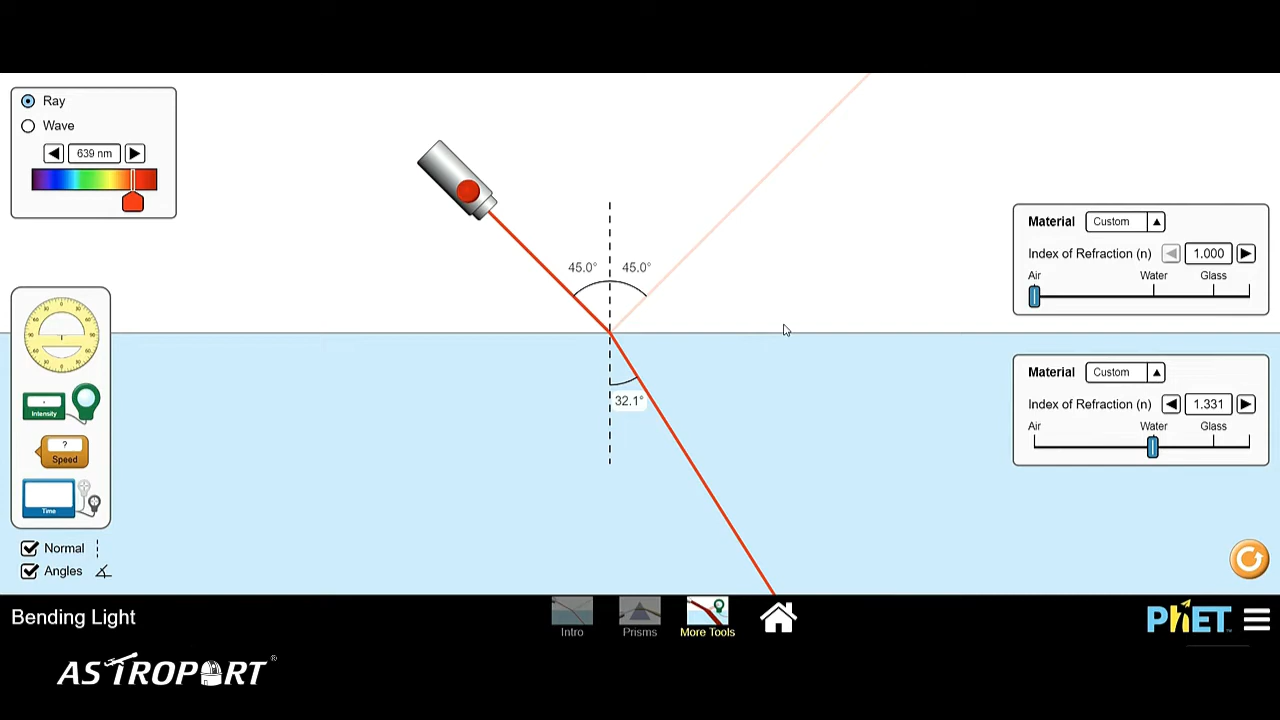 Ray
Wave
639 nm
45.0° 45.0°
32.1°
Material Custom
Index of Refraction (n) 1.000
Air Water Glass
Material Custom
Index of Refraction (n) 1.331
Air Water Glass
Intensity
?
Speed
Time
Normal
Angles
Bending Light
Intro
Prisms
More Tools
PhET
ASTROPORT®